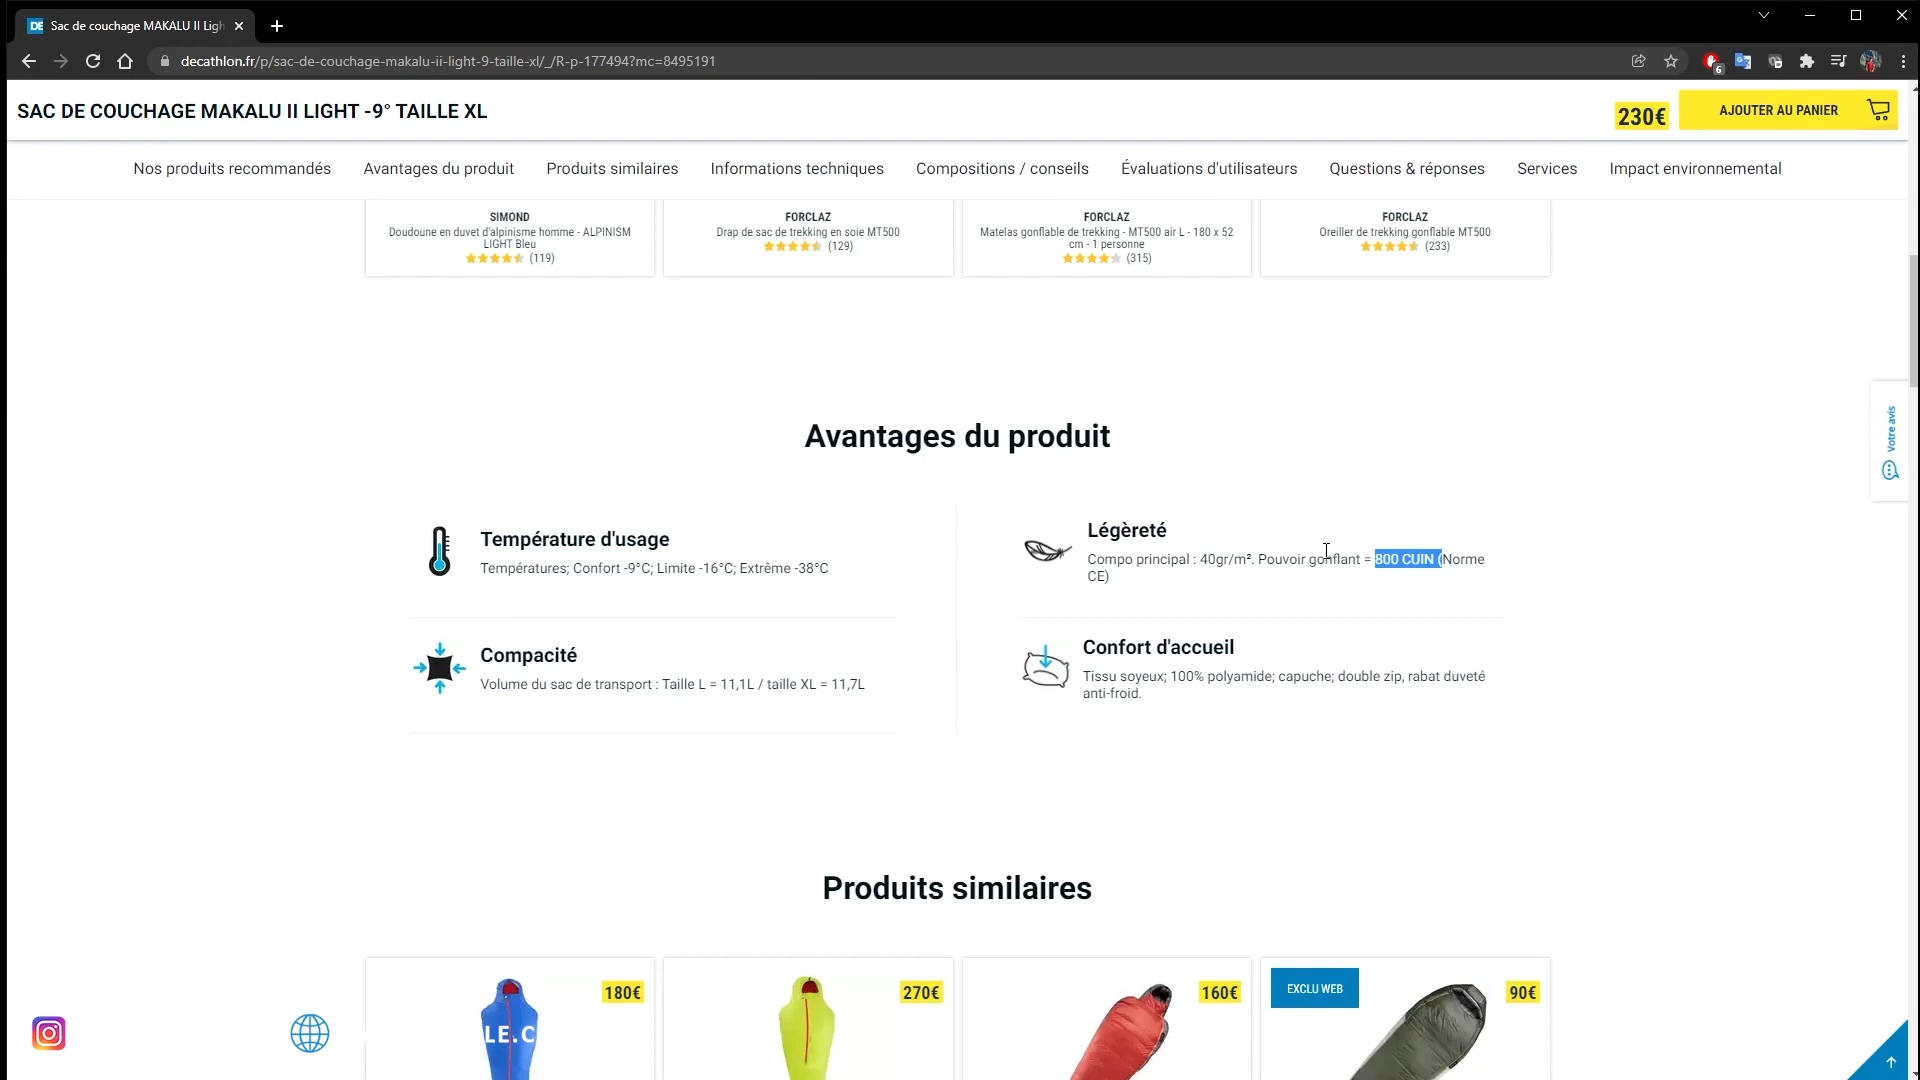 DE Sac de couchage MAKALU II Ligh
decathlon.fr/p/sac-de-couchage-makalu-ii-light-9-taille-xl/_/R-p-177494?mc=8495191
6
SAC DE COUCHAGE MAKALU II LIGHT -9° TAILLE XL
230€
AJOUTER AU PANIER
Nos produits recommandés Avantages du produit Produits similaires Informations techniques Compositions / conseils Évaluations d'utilisateurs Questions & réponses Services Impact environnemental
SIMOND
Doudoune en duvet d'alpinisme homme - ALPINISM
LIGHT Bleu
(119)
FORCLAZ
Drap de sac de trekking en soie MT500
(129)
FORCLAZ
Matelas gonflable de trekking - MT500 air L - 180 x 52
cm - 1 personne
(315)
FORCLAZ
Oreiller de trekking gonflable MT500
(233)
Votre avis
Avantages du produit
Température d'usage
Températures; Confort -9°C; Limite -16°C; Extrême -38°C
Légèreté
Compo principal : 40gr/m². Pouvoir gonflant = 800 CUIN (Norme
CE)
Compacité
Volume du sac de transport : Taille L = 11,1L / taille XL = 11,7L
Confort d'accueil
Tissu soyeux; 100% polyamide; capuche; double zip, rabat duveté
anti-froid.
Produits similaires
180€
270€
160€
EXCLU WEB
90€
LE.C